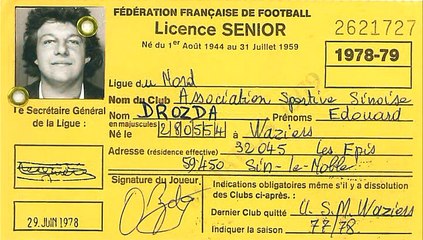 FÉDÉRATION FRANÇAISE DE FOOTBALL
Licence SENIOR
2621727
Né du 1er Août 1944 au 31 Juillet 1959
1978-79
Ligue du Nord
Nom du Club Association Sportive Sinoise
Nom DROZDA Prénoms Edouard
en majuscules
Né le 280554 à Waziers
Adresse (résidence effective) 32045 les Epis
59450 Sin-le-Noble
Le Secrétaire Général
de la Ligue :
29 JUIN 1978
Signature du Joueur
Indications obligatoires même s'il y a dissolution
des Clubs ci-après :
Dernier Club quitté U.S.M. Waziers
Indiquer la saison 77/78